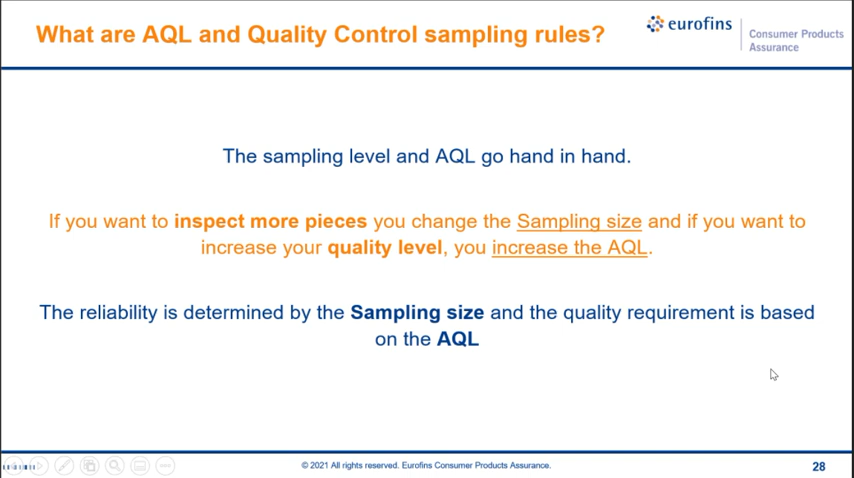 What are AQL and Quality Control sampling rules?
eurofins
Consumer Products
Assurance
The sampling level and AQL go hand in hand.
If you want to inspect more pieces you change the Sampling size and if you want to
increase your quality level, you increase the AQL.
The reliability is determined by the Sampling size and the quality requirement is based
on the AQL
© 2021 All rights reserved. Eurofins Consumer Products Assurance.
28